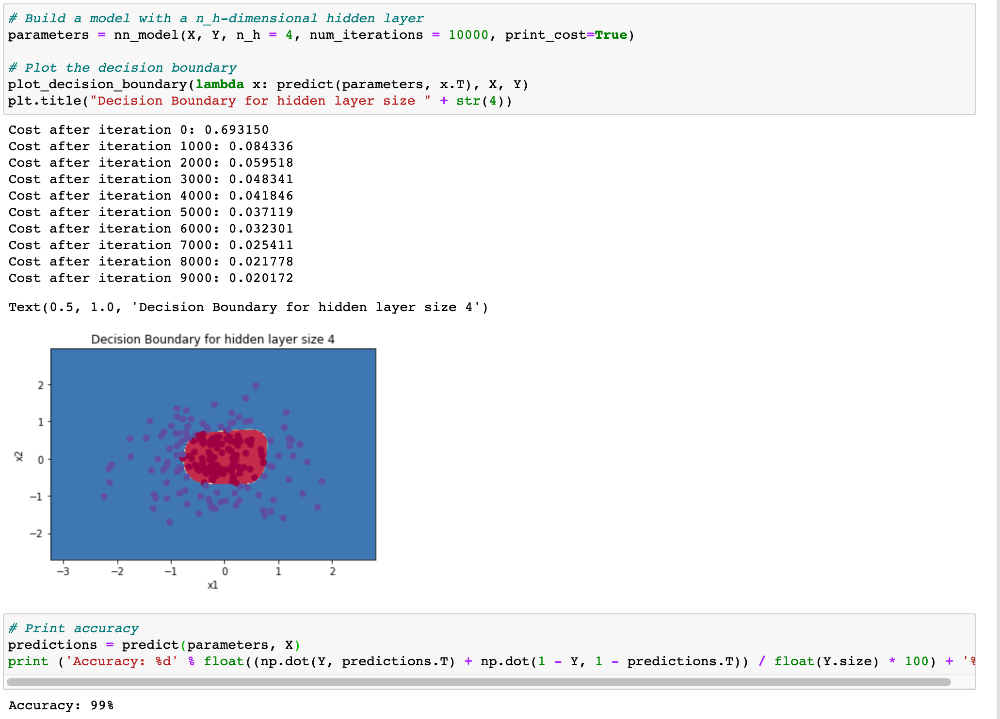 # Build a model with a n_h-dimensional hidden layer
parameters = nn_model(X, Y, n_h = 4, num_iterations = 10000, print_cost=True)
# Plot the decision boundary
plot_decision_boundary(lambda x: predict(parameters, x.T), X, Y)
plt.title("Decision Boundary for hidden layer size " + str(4))
Cost after iteration 0: 0.693150
Cost after iteration 1000: 0.084336
Cost after iteration 2000: 0.059518
Cost after iteration 3000: 0.048341
Cost after iteration 4000: 0.041846
Cost after iteration 5000: 0.037119
Cost after iteration 6000: 0.032301
Cost after iteration 7000: 0.025411
Cost after iteration 8000: 0.021778
Cost after iteration 9000: 0.020172
Text(0.5, 1.0, 'Decision Boundary for hidden layer size 4')
Decision Boundary for hidden layer size 4
2
1
0
−1
−2
x2
−3 −2 −1 0 1 2
x1
# Print accuracy
predictions = predict(parameters, X)
print ('Accuracy: %d' % float((np.dot(Y, predictions.T) + np.dot(1 - Y, 1 - predictions.T)) / float(Y.size) * 100) + '%
Accuracy: 99%